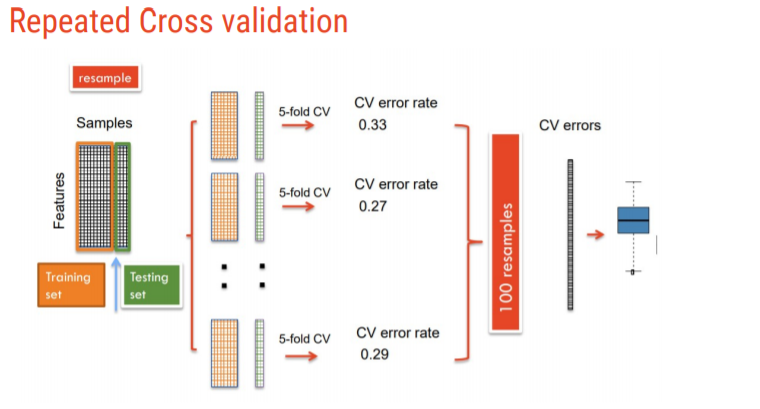 Repeated Cross validation
resample
Samples
Features
Training
set
Testing
set
5-fold CV
CV error rate
0.33
5-fold CV
CV error rate
0.27
5-fold CV
CV error rate
0.29
100 resamples
CV errors